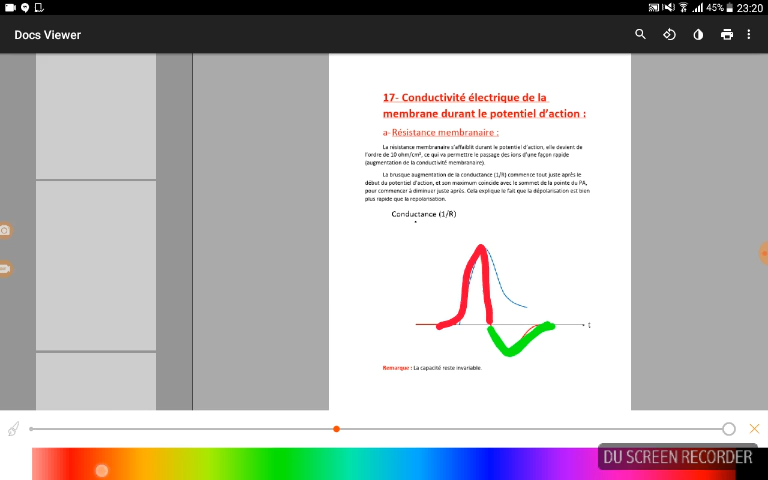 45% 23:20
Docs Viewer
17- Conductivité électrique de la
membrane durant le potentiel d'action :
a- Résistance membranaire :
La résistance membranaire s'affaiblit durant le potentiel d'action, elle devient de
l'ordre de 10 ohm/cm², ce qui va permettre le passage des ions d'une façon rapide
(augmentation de la conductivité membranaire).
La brusque augmentation de la conductance (1/R) commence tout juste après le
début du potentiel d'action, et son maximum coïncide avec le sommet de la pointe du PA,
pour commencer à diminuer juste après. Cela explique le fait que la dépolarisation est bien
plus rapide que la repolarisation.
Conductance (1/R)
t
Remarque : La capacité reste invariable.
DU SCREEN RECORDER